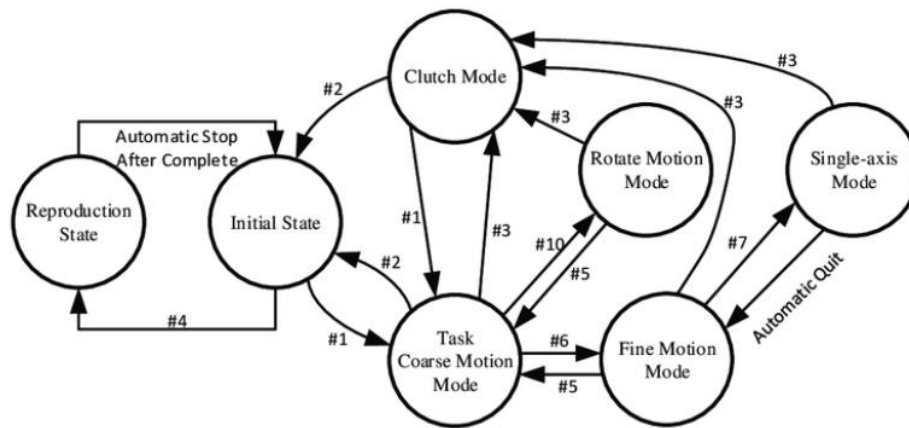 Clutch Mode
#3
#2
#3
#3
Automatic Stop
After Complete
Rotate Motion
Mode
Single-axis
Mode
Reproduction
State
Initial State
#1
#3
#10
#7
#2
#5
Automatic Quit
#4
#1
Task
Coarse Motion
Mode
#6
Fine Motion
Mode
#5